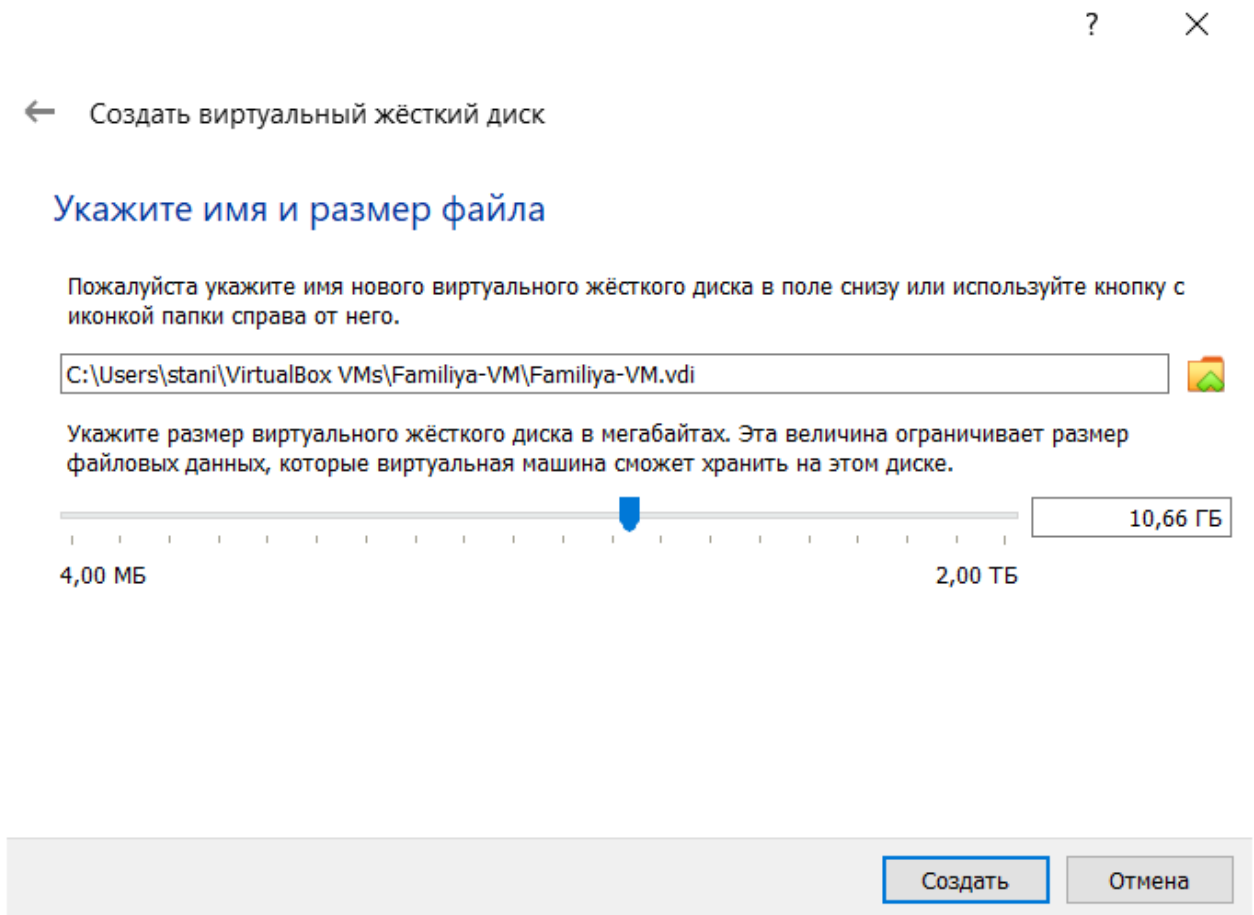 ?
Создать виртуальный жёсткий диск
Укажите имя и размер файла
Пожалуйста укажите имя нового виртуального жёсткого диска в поле снизу или используйте кнопку с
иконкой папки справа от него.
C:\Users\stani\VirtualBox VMs\Familiya-VM\Familiya-VM.vdi
Укажите размер виртуального жёсткого диска в мегабайтах. Эта величина ограничивает размер
файловых данных, которые виртуальная машина сможет хранить на этом диске.
10,66 ГБ
4,00 МБ 2,00 ТБ
Создать Отмена